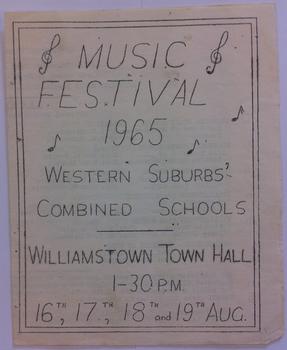 MUSIC
FESTIVAL
1965
WESTERN SUBURBS'
COMBINED SCHOOLS
WILLIAMSTOWN TOWN HALL
1-30 P.M.
16TH, 17TH, 18TH and 19TH AUG.